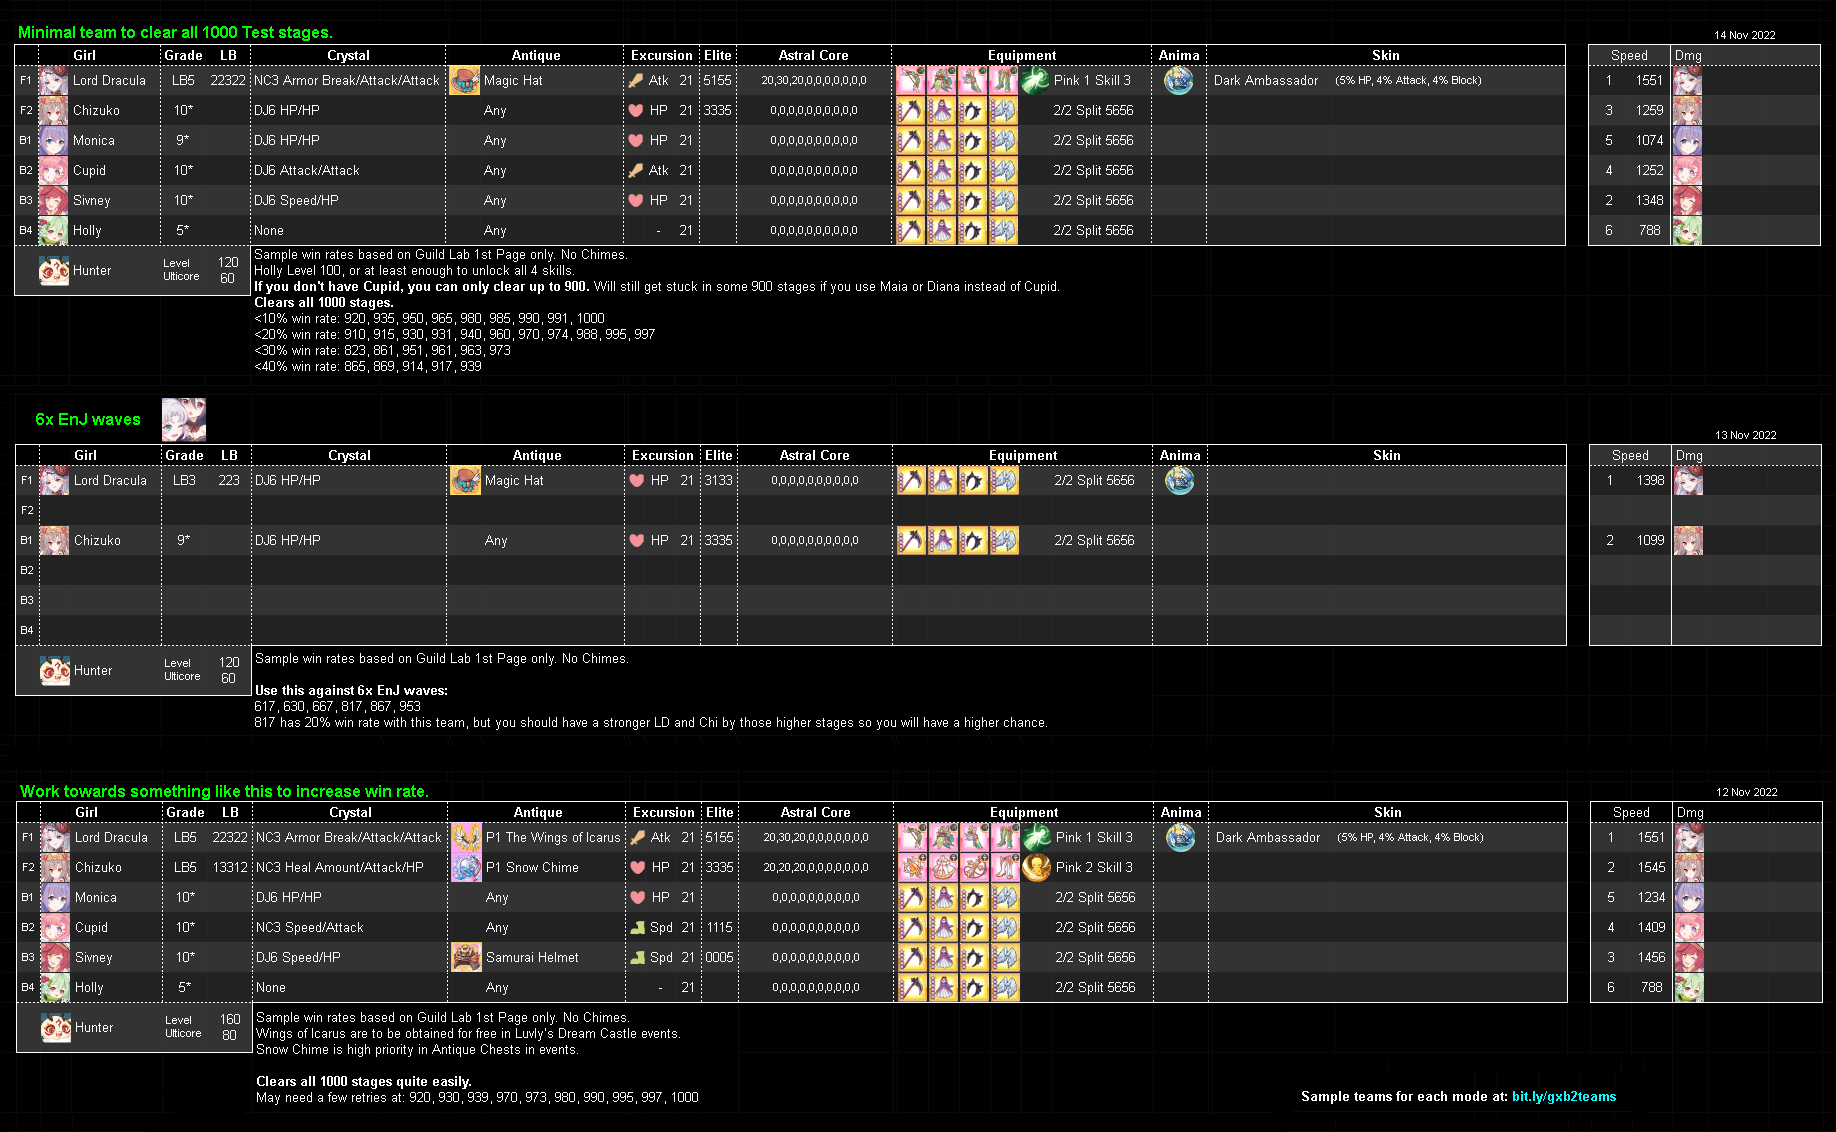 Minimal team to clear all 1000 Test stages.
14 Nov 2022
Girl Grade LB Crystal Antique Excursion Elite Astral Core Equipment Anima Skin Speed Dmg
F1 Lord Dracula LB5 22322 NC3 Armor Break/Attack/Attack Magic Hat Atk 21 5155 20,30,20,0,0,0,0,0,0,0 Pink 1 Skill 3 Dark Ambassador (5% HP, 4% Attack, 4% Block) 1 1551
F2 Chizuko 10* DJ6 HP/HP Any HP 21 3335 0,0,0,0,0,0,0,0,0,0 2/2 Split 5656 3 1259
B1 Monica 9* DJ6 HP/HP Any HP 21 0,0,0,0,0,0,0,0,0,0 2/2 Split 5656 5 1074
B2 Cupid 10* DJ6 Attack/Attack Any Atk 21 0,0,0,0,0,0,0,0,0,0 2/2 Split 5656 4 1252
B3 Sivney 10* DJ6 Speed/HP Any HP 21 0,0,0,0,0,0,0,0,0,0 2/2 Split 5656 2 1348
B4 Holly 5* None Any - 21 0,0,0,0,0,0,0,0,0,0 2/2 Split 5656 6 788
Hunter Level 120
Ulticore 60
Sample win rates based on Guild Lab 1st Page only. No Chimes.
Holly Level 100, or at least enough to unlock all 4 skills.
If you don't have Cupid, you can only clear up to 900. Will still get stuck in some 900 stages if you use Maia or Diana instead of Cupid.
Clears all 1000 stages.
<10% win rate: 920, 935, 950, 965, 980, 985, 990, 991, 1000
<20% win rate: 910, 915, 930, 931, 940, 960, 970, 974, 988, 995, 997
<30% win rate: 823, 861, 951, 961, 963, 973
<40% win rate: 865, 869, 914, 917, 939
6x EnJ waves
13 Nov 2022
Girl Grade LB Crystal Antique Excursion Elite Astral Core Equipment Anima Skin Speed Dmg
F1 Lord Dracula LB3 223 DJ6 HP/HP Magic Hat HP 21 3133 0,0,0,0,0,0,0,0,0,0 2/2 Split 5656 1 1398
F2
B1 Chizuko 9* DJ6 HP/HP Any HP 21 3335 0,0,0,0,0,0,0,0,0,0 2/2 Split 5656 2 1099
B2
B3
B4
Hunter Level 120
Ulticore 60
Sample win rates based on Guild Lab 1st Page only. No Chimes.
Use this against 6x EnJ waves:
617, 630, 667, 817, 867, 953
817 has 20% win rate with this team, but you should have a stronger LD and Chi by those higher stages so you will have a higher chance.
Work towards something like this to increase win rate.
12 Nov 2022
Girl Grade LB Crystal Antique Excursion Elite Astral Core Equipment Anima Skin Speed Dmg
F1 Lord Dracula LB5 22322 NC3 Armor Break/Attack/Attack P1 The Wings of Icarus Atk 21 5155 20,30,20,0,0,0,0,0,0,0 Pink 1 Skill 3 Dark Ambassador (5% HP, 4% Attack, 4% Block) 1 1551
F2 Chizuko LB5 13312 NC3 Heal Amount/Attack/HP P1 Snow Chime HP 21 3335 20,20,20,0,0,0,0,0,0,0 Pink 2 Skill 3 2 1545
B1 Monica 10* DJ6 HP/HP Any HP 21 0,0,0,0,0,0,0,0,0,0 2/2 Split 5656 5 1234
B2 Cupid 10* NC3 Speed/Attack Any Spd 21 1115 0,0,0,0,0,0,0,0,0,0 2/2 Split 5656 4 1409
B3 Sivney 10* DJ6 Speed/HP Samurai Helmet Spd 21 0005 0,0,0,0,0,0,0,0,0,0 2/2 Split 5656 3 1456
B4 Holly 5* None Any - 21 0,0,0,0,0,0,0,0,0,0 2/2 Split 5656 6 788
Hunter Level 160
Ulticore 80
Sample win rates based on Guild Lab 1st Page only. No Chimes.
Wings of Icarus are to be obtained for free in Luvly's Dream Castle events.
Snow Chime is high priority in Antique Chests in events.
Clears all 1000 stages quite easily.
May need a few retries at: 920, 930, 939, 970, 973, 980, 990, 995, 997, 1000
Sample teams for each mode at: bit.ly/gxb2teams